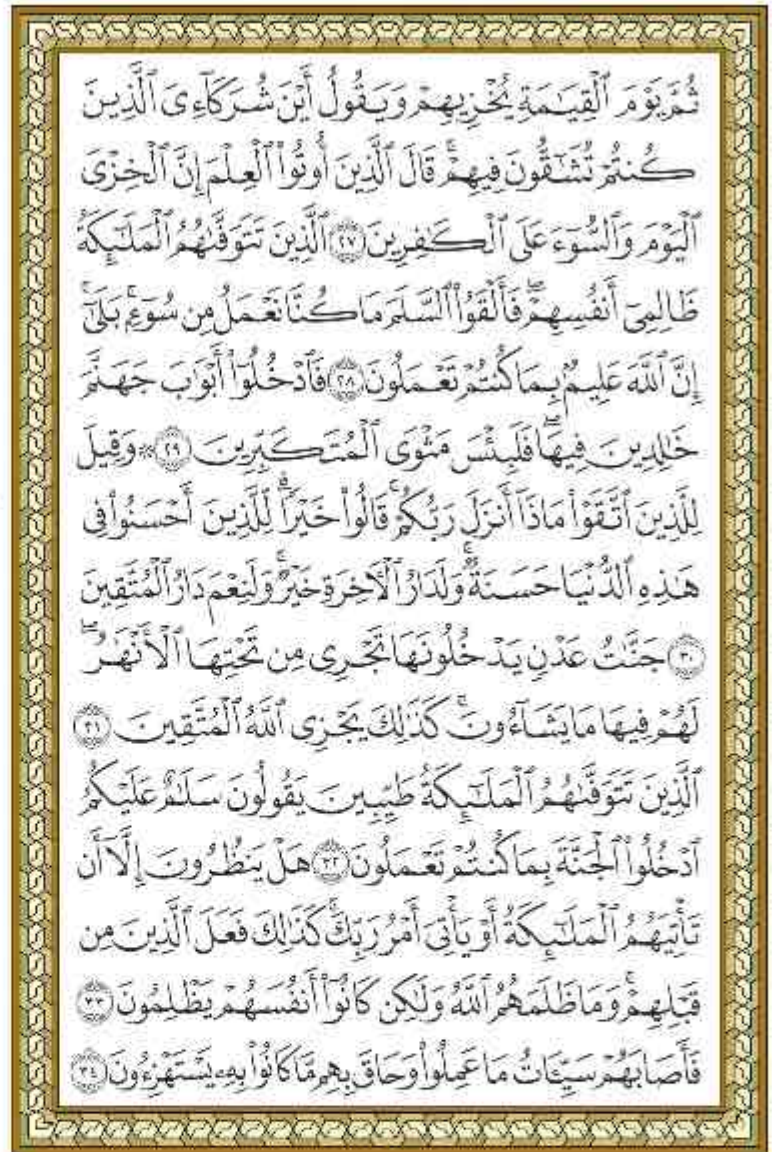 ثُمَّ يَوْمَ ٱلْقِيَٰمَةِ يُخْزِيهِمْ وَيَقُولُ أَيْنَ شُرَكَآءِىَ ٱلَّذِينَ
كُنتُمْ تُشَٰٓقُّونَ فِيهِمْ ۚ قَالَ ٱلَّذِينَ أُوتُوا۟ ٱلْعِلْمَ إِنَّ ٱلْخِزْىَ
ٱلْيَوْمَ وَٱلسُّوٓءَ عَلَى ٱلْكَٰفِرِينَ ٢٧ ٱلَّذِينَ تَتَوَفَّىٰهُمُ ٱلْمَلَٰٓئِكَةُ
ظَالِمِىٓ أَنفُسِهِمْ ۖ فَأَلْقَوُا۟ ٱلسَّلَمَ مَا كُنَّا نَعْمَلُ مِن سُوٓءٍۭ ۚ بَلَىٰٓ
إِنَّ ٱللَّهَ عَلِيمٌۢ بِمَا كُنتُمْ تَعْمَلُونَ ٢٨ فَٱدْخُلُوٓا۟ أَبْوَٰبَ جَهَنَّمَ
خَٰلِدِينَ فِيهَا ۖ فَلَبِئْسَ مَثْوَى ٱلْمُتَكَبِّرِينَ ٢٩ ۞ وَقِيلَ
لِلَّذِينَ ٱتَّقَوْا۟ مَاذَآ أَنزَلَ رَبُّكُمْ ۚ قَالُوا۟ خَيْرًا ۗ لِّلَّذِينَ أَحْسَنُوا۟ فِى
هَٰذِهِ ٱلدُّنْيَا حَسَنَةٌ ۚ وَلَدَارُ ٱلْءَاخِرَةِ خَيْرٌ ۚ وَلَنِعْمَ دَارُ ٱلْمُتَّقِينَ
٣٠ جَنَّٰتُ عَدْنٍ يَدْخُلُونَهَا تَجْرِى مِن تَحْتِهَا ٱلْأَنْهَٰرُ ۖ
لَهُمْ فِيهَا مَا يَشَآءُونَ ۚ كَذَٰلِكَ يَجْزِى ٱللَّهُ ٱلْمُتَّقِينَ ٣١
ٱلَّذِينَ تَتَوَفَّىٰهُمُ ٱلْمَلَٰٓئِكَةُ طَيِّبِينَ ۙ يَقُولُونَ سَلَٰمٌ عَلَيْكُمُ
ٱدْخُلُوا۟ ٱلْجَنَّةَ بِمَا كُنتُمْ تَعْمَلُونَ ٣٢ هَلْ يَنظُرُونَ إِلَّآ أَن
تَأْتِيَهُمُ ٱلْمَلَٰٓئِكَةُ أَوْ يَأْتِىَ أَمْرُ رَبِّكَ ۚ كَذَٰلِكَ فَعَلَ ٱلَّذِينَ مِن
قَبْلِهِمْ ۚ وَمَا ظَلَمَهُمُ ٱللَّهُ وَلَٰكِن كَانُوٓا۟ أَنفُسَهُمْ يَظْلِمُونَ ٣٣
فَأَصَابَهُمْ سَيِّـَٔاتُ مَا عَمِلُوا۟ وَحَاقَ بِهِم مَّا كَانُوا۟ بِهِۦ يَسْتَهْزِءُونَ ٣٤